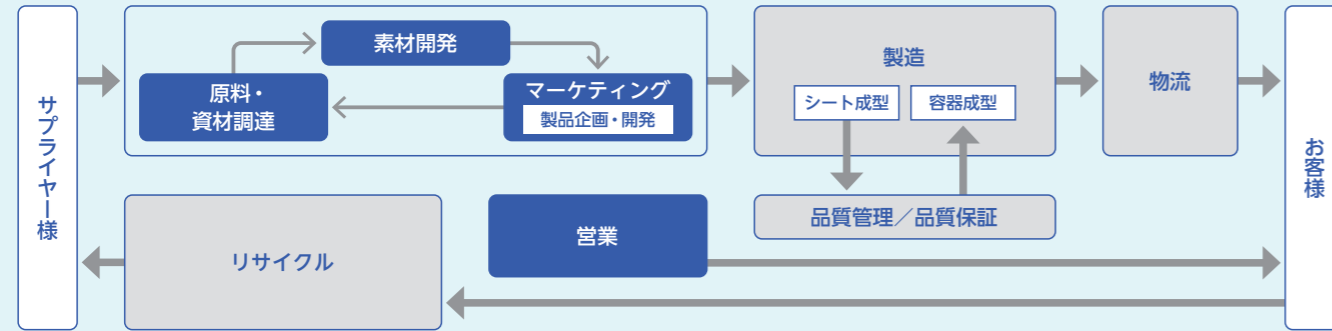 サプライヤー様
原料・
資材調達
素材開発
マーケティング
製品企画・開発
製造
シート成型
容器成型
品質管理／品質保証
物流
お客様
リサイクル
営業